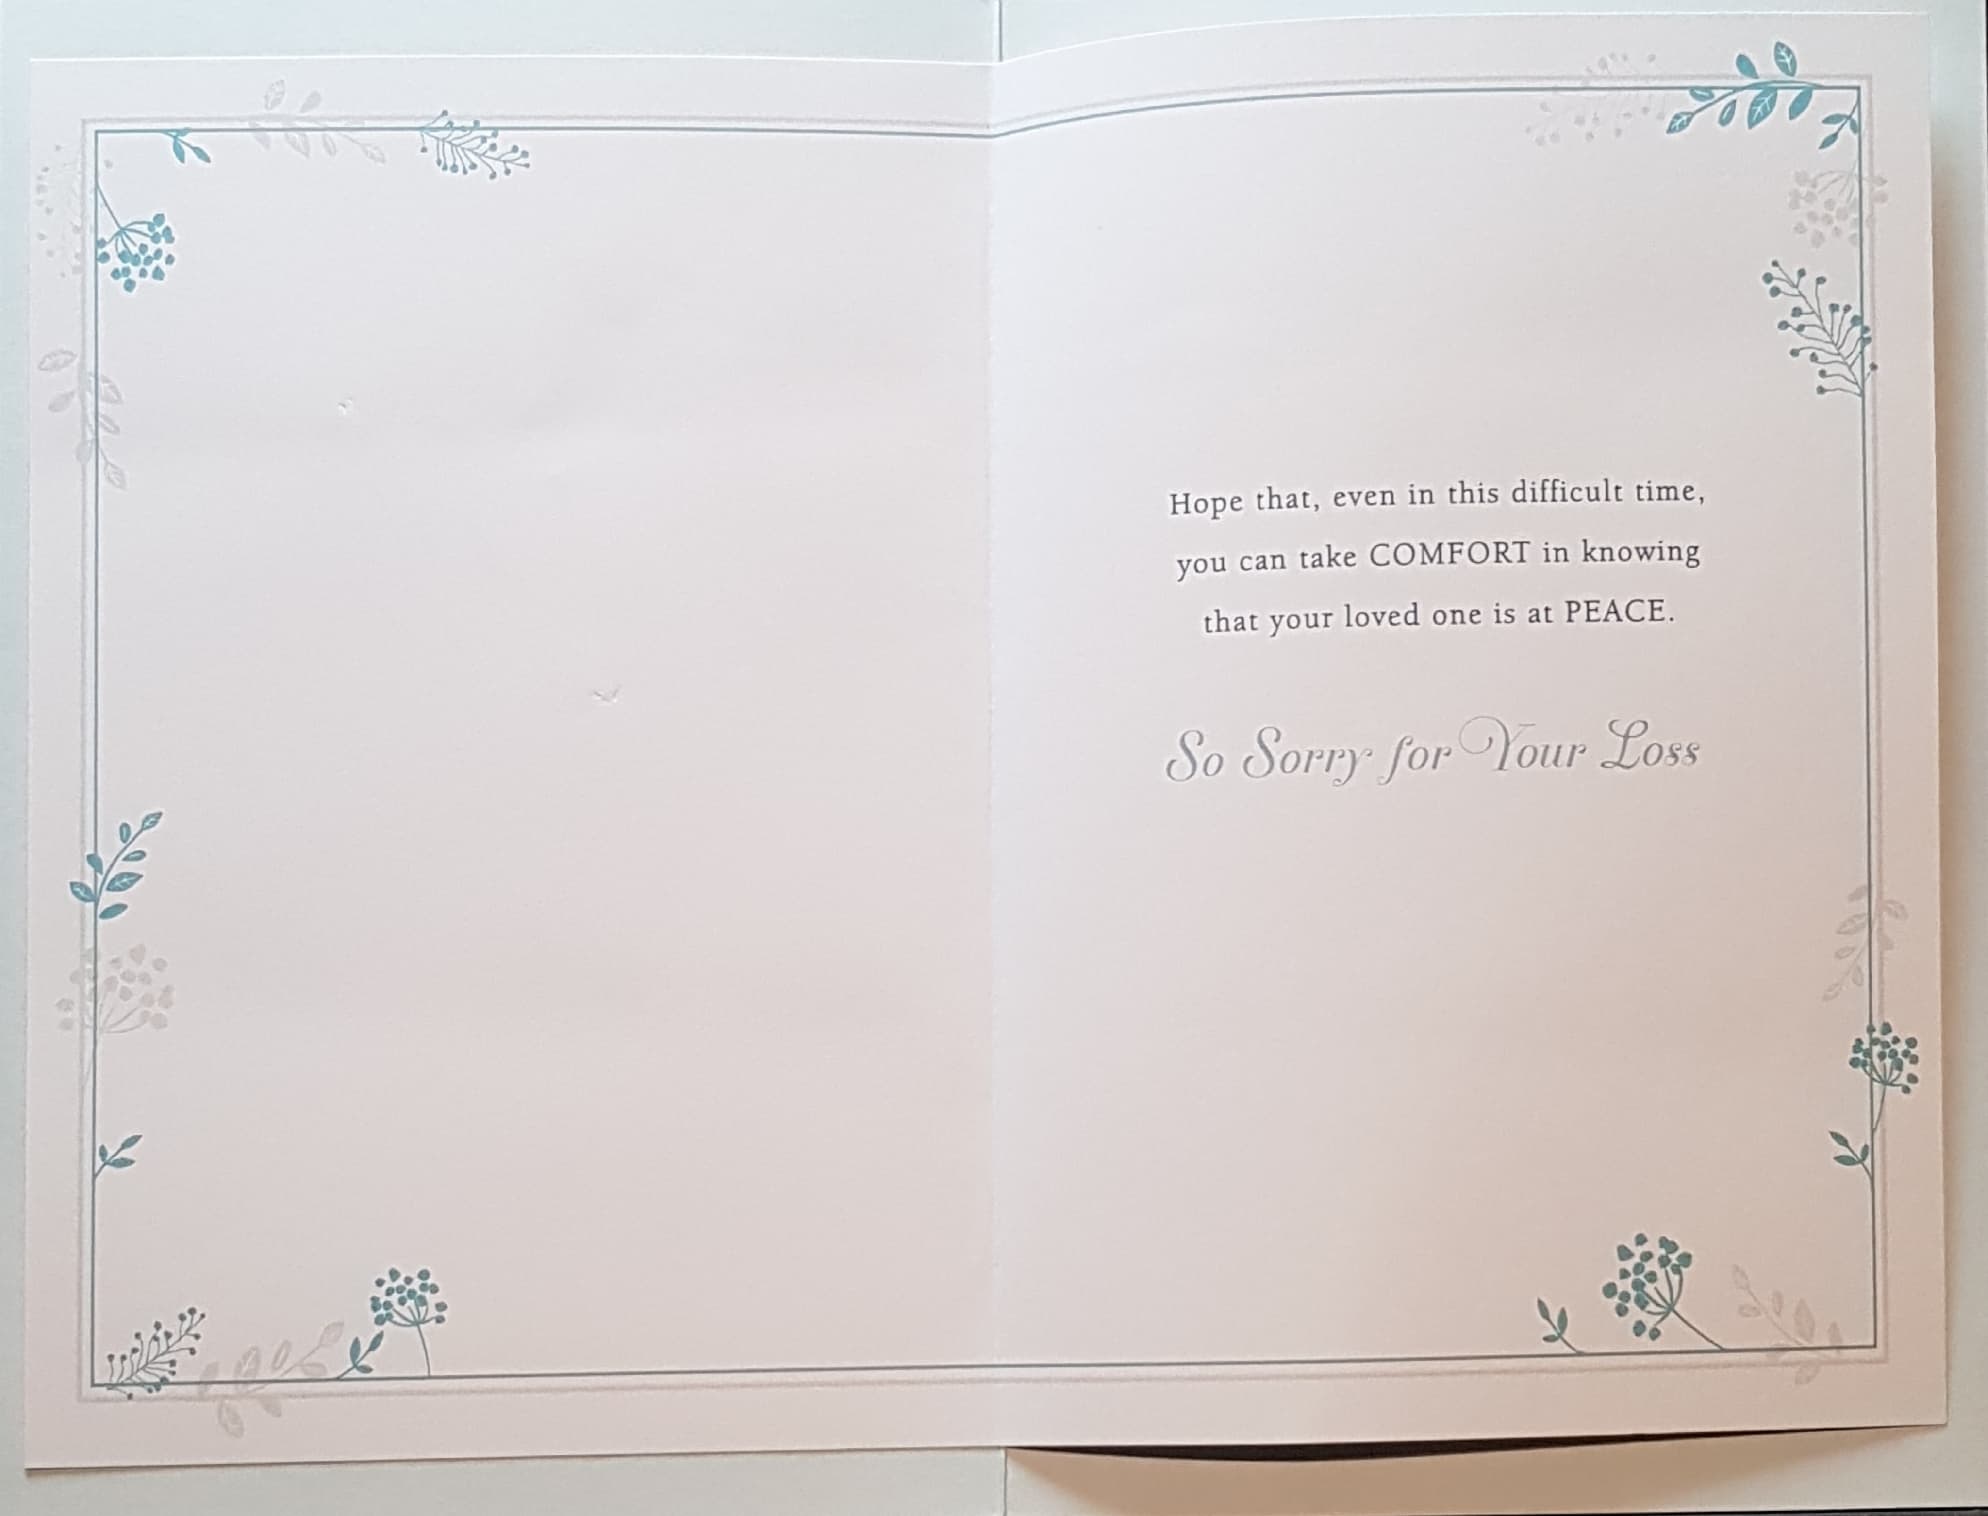 Hope that, even in this difficult time,
you can take COMFORT in knowing
that your loved one is at PEACE.
So Sorry for Your Loss